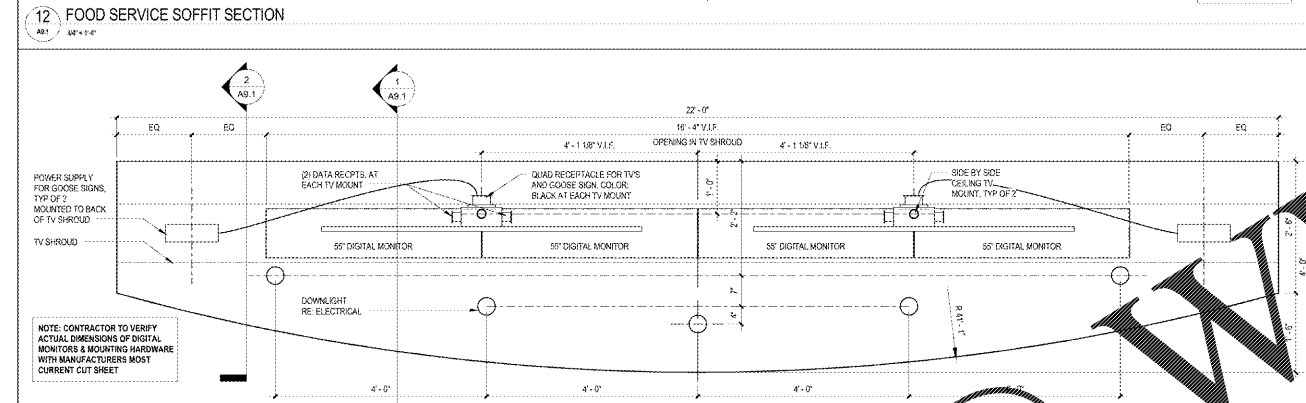 12 FOOD SERVICE SOFFIT SECTION
A9.1 3/4" = 1'-0"
2
A9.1
1
A9.1
22' - 0"
EQ EQ 16' - 4" V.I.F. EQ EQ
OPENING IN TV SHROUD
4' - 1 1/8" V.I.F. 4' - 1 1/8" V.I.F.
POWER SUPPLY
FOR GOOSE SIGNS,
TYP OF 2
MOUNTED TO BACK
OF TV SHROUD
TV SHROUD
(2) DATA RECPTS, AT
EACH TV MOUNT
QUAD RECEPTACLE FOR TV'S
AND GOOSE SIGN. COLOR:
BLACK AT EACH TV MOUNT
SIDE BY SIDE
CEILING TV
MOUNT, TYP OF 2
1' - 0"
2' - 2"
55" DIGITAL MONITOR 55" DIGITAL MONITOR 55" DIGITAL MONITOR 55" DIGITAL MONITOR
2' - 6"
7"
4"
DOWNLIGHT
RE: ELECTRICAL
R 41' - 1"
1' - 6"
NOTE: CONTRACTOR TO VERIFY
ACTUAL DIMENSIONS OF DIGITAL
MONITORS & MOUNTING HARDWARE
WITH MANUFACTURERS MOST
CURRENT CUT SHEET
4' - 0" 4' - 0" 4' - 0"
W